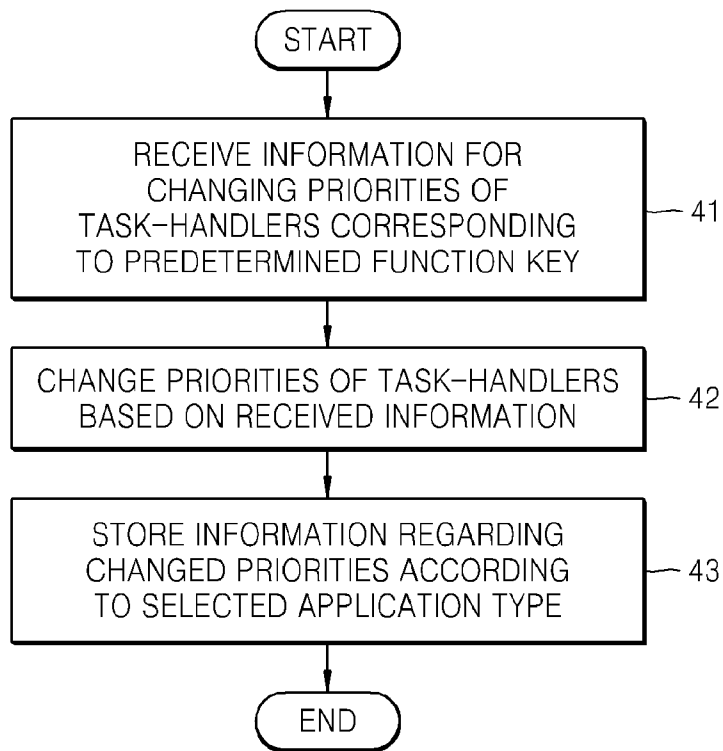 START
RECEIVE INFORMATION FOR
CHANGING PRIORITIES OF
TASK-HANDLERS CORRESPONDING
TO PREDETERMINED FUNCTION KEY
41
CHANGE PRIORITIES OF TASK-HANDLERS
BASED ON RECEIVED INFORMATION
42
STORE INFORMATION REGARDING
CHANGED PRIORITIES ACCORDING
TO SELECTED APPLICATION TYPE
43
END